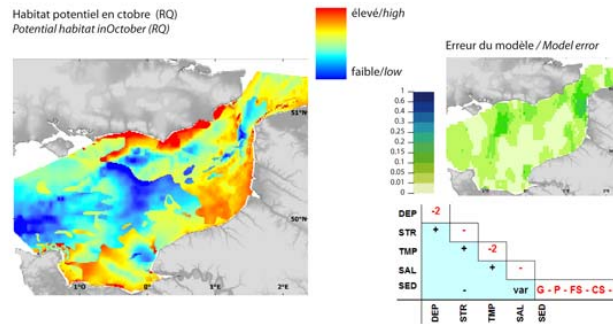 Habitat potentiel en ctobre (RQ)
Potential habitat inOctober (RQ)
élevé/high
faible/low
Erreur du modèle / Model error
51°N
50°N
1°
0°
1°
1
0.6
0.5
0.4
0.3
0.25
0.2
0.15
0.1
0.05
0.01
0
DEP -2
STR + -
TMP + -2
SAL + -
SED - var G - P - FS - CS -
DEP STR TMP SAL SED